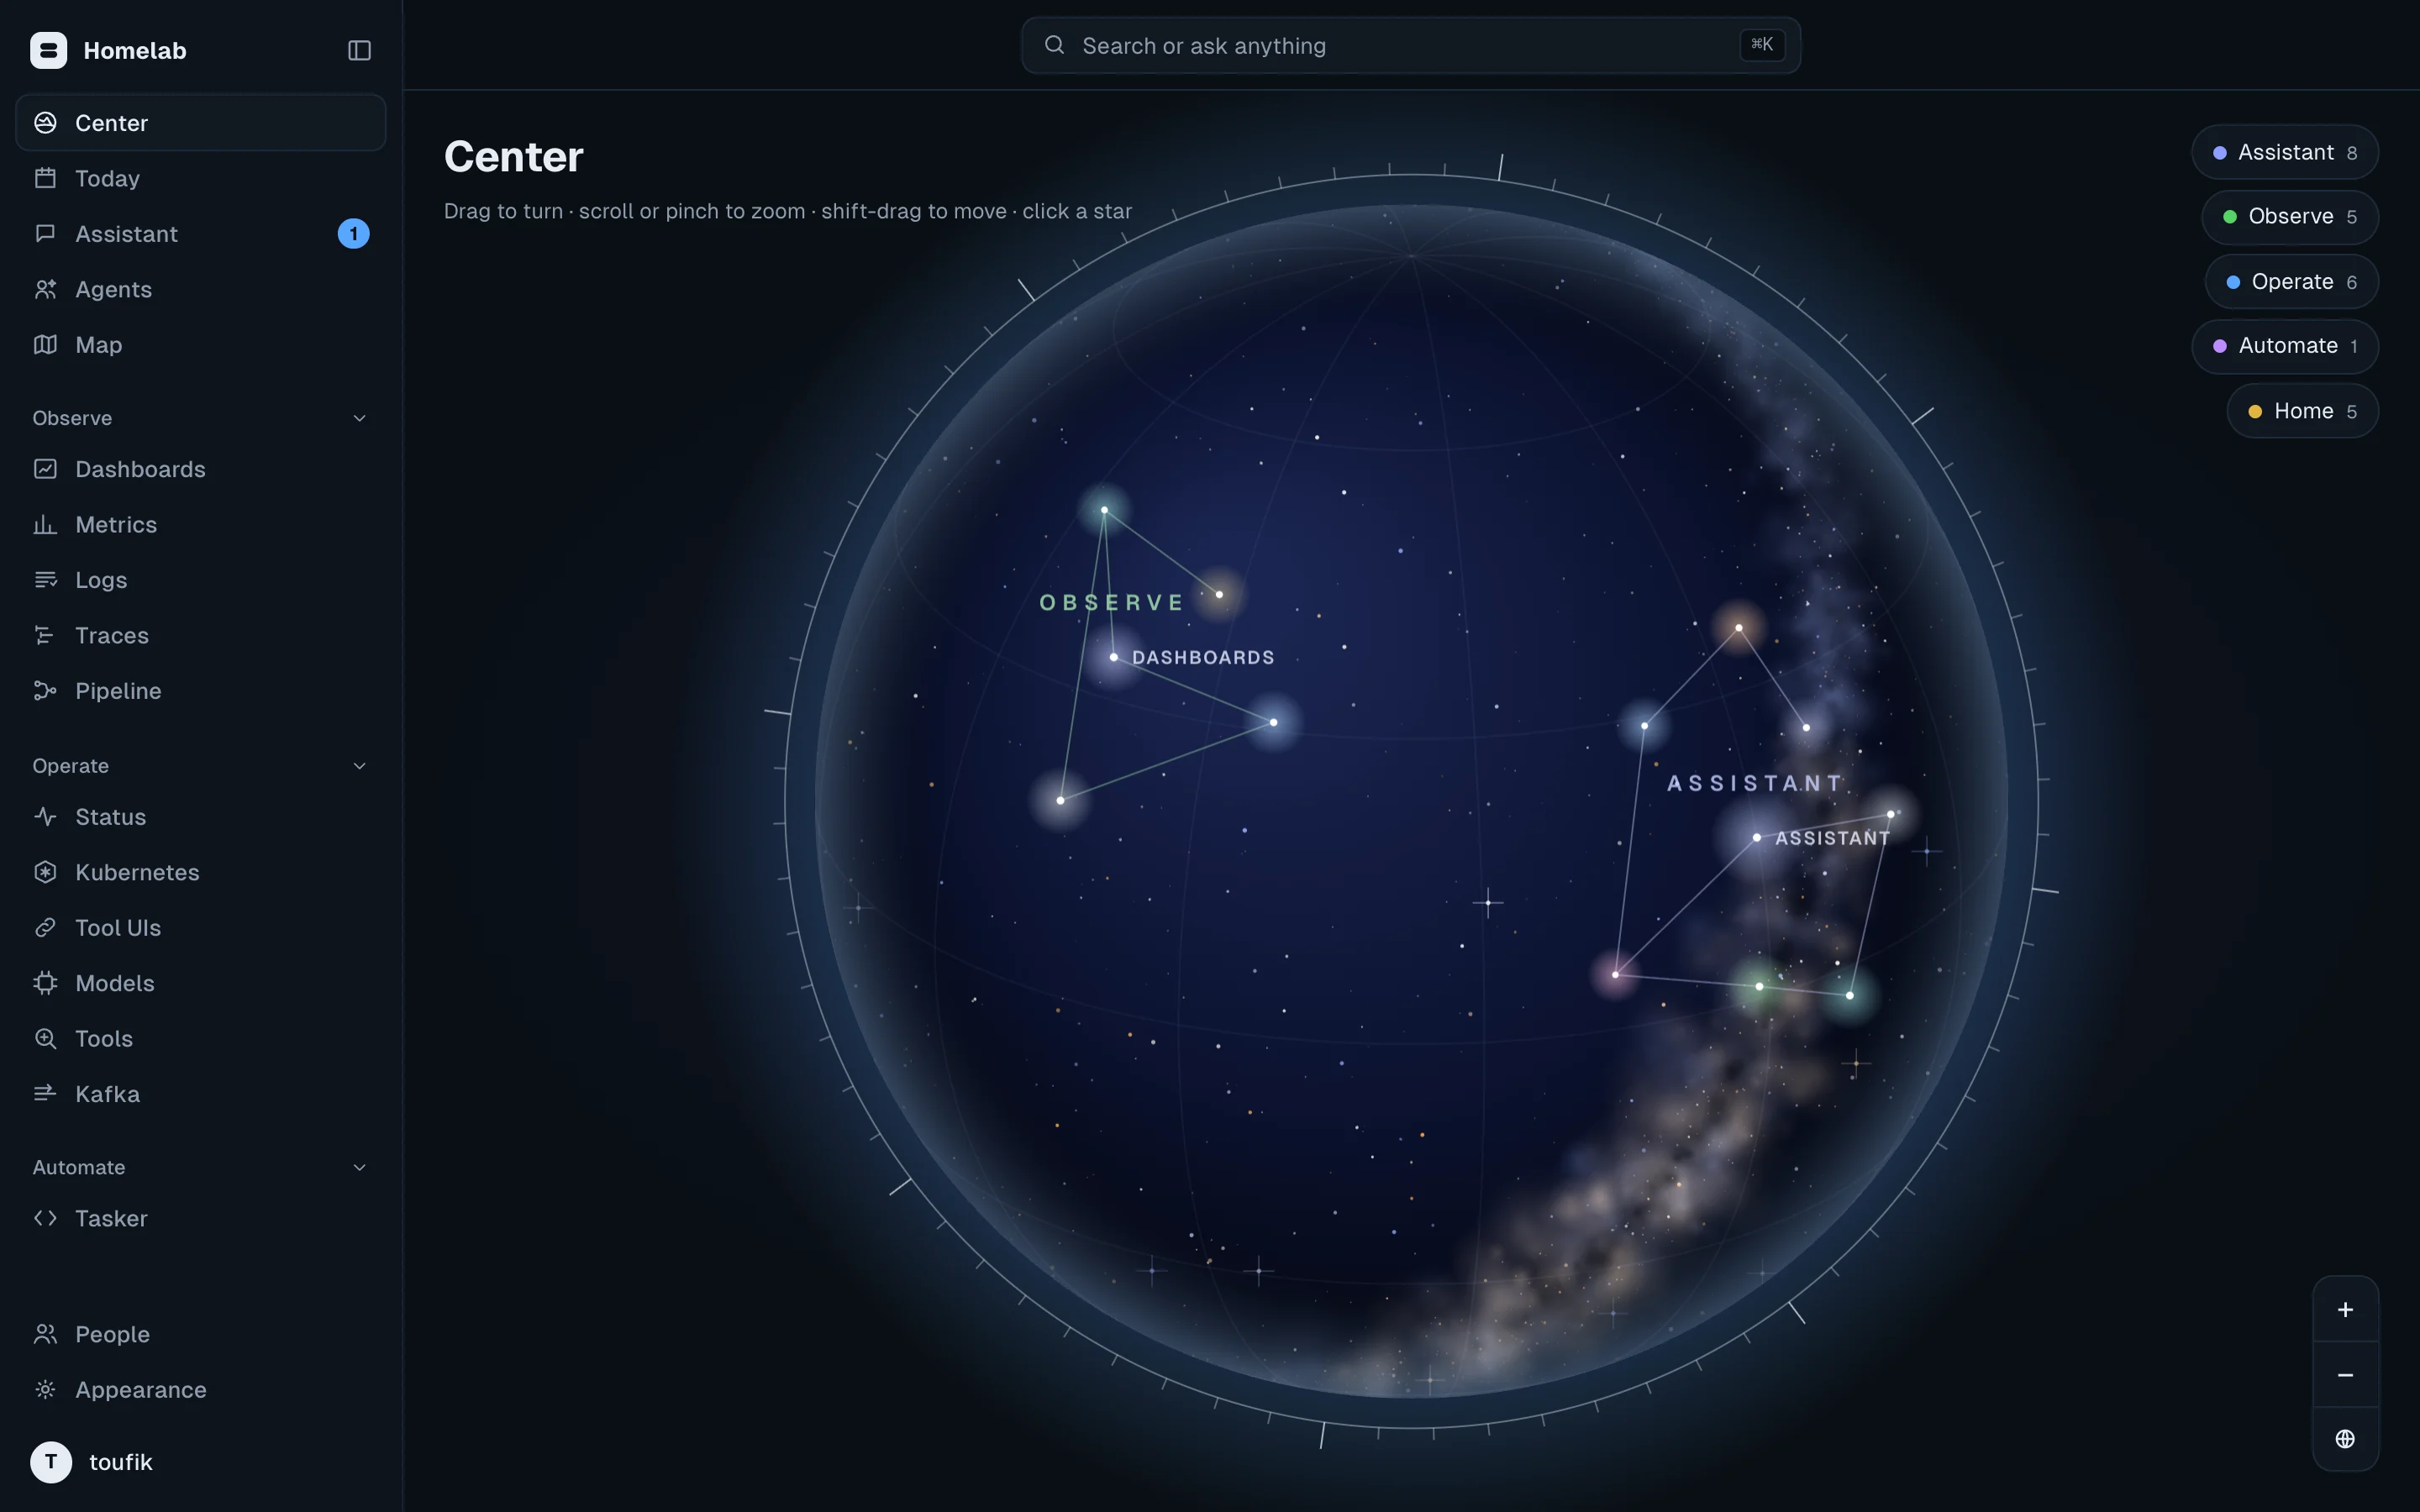 Homelab
Center
Today
Assistant 1
Agents
Map
Observe
Dashboards
Metrics
Logs
Traces
Pipeline
Operate
Status
Kubernetes
Tool UIs
Models
Tools
Kafka
Automate
Tasker
People
Appearance
T toufik
Search or ask anything ⌘K
Center
Drag to turn · scroll or pinch to zoom · shift-drag to move · click a star
Assistant 8
Observe 5
Operate 6
Automate 1
Home 5
OBSERVE
DASHBOARDS
ASSISTANT
ASSISTANT
+
−